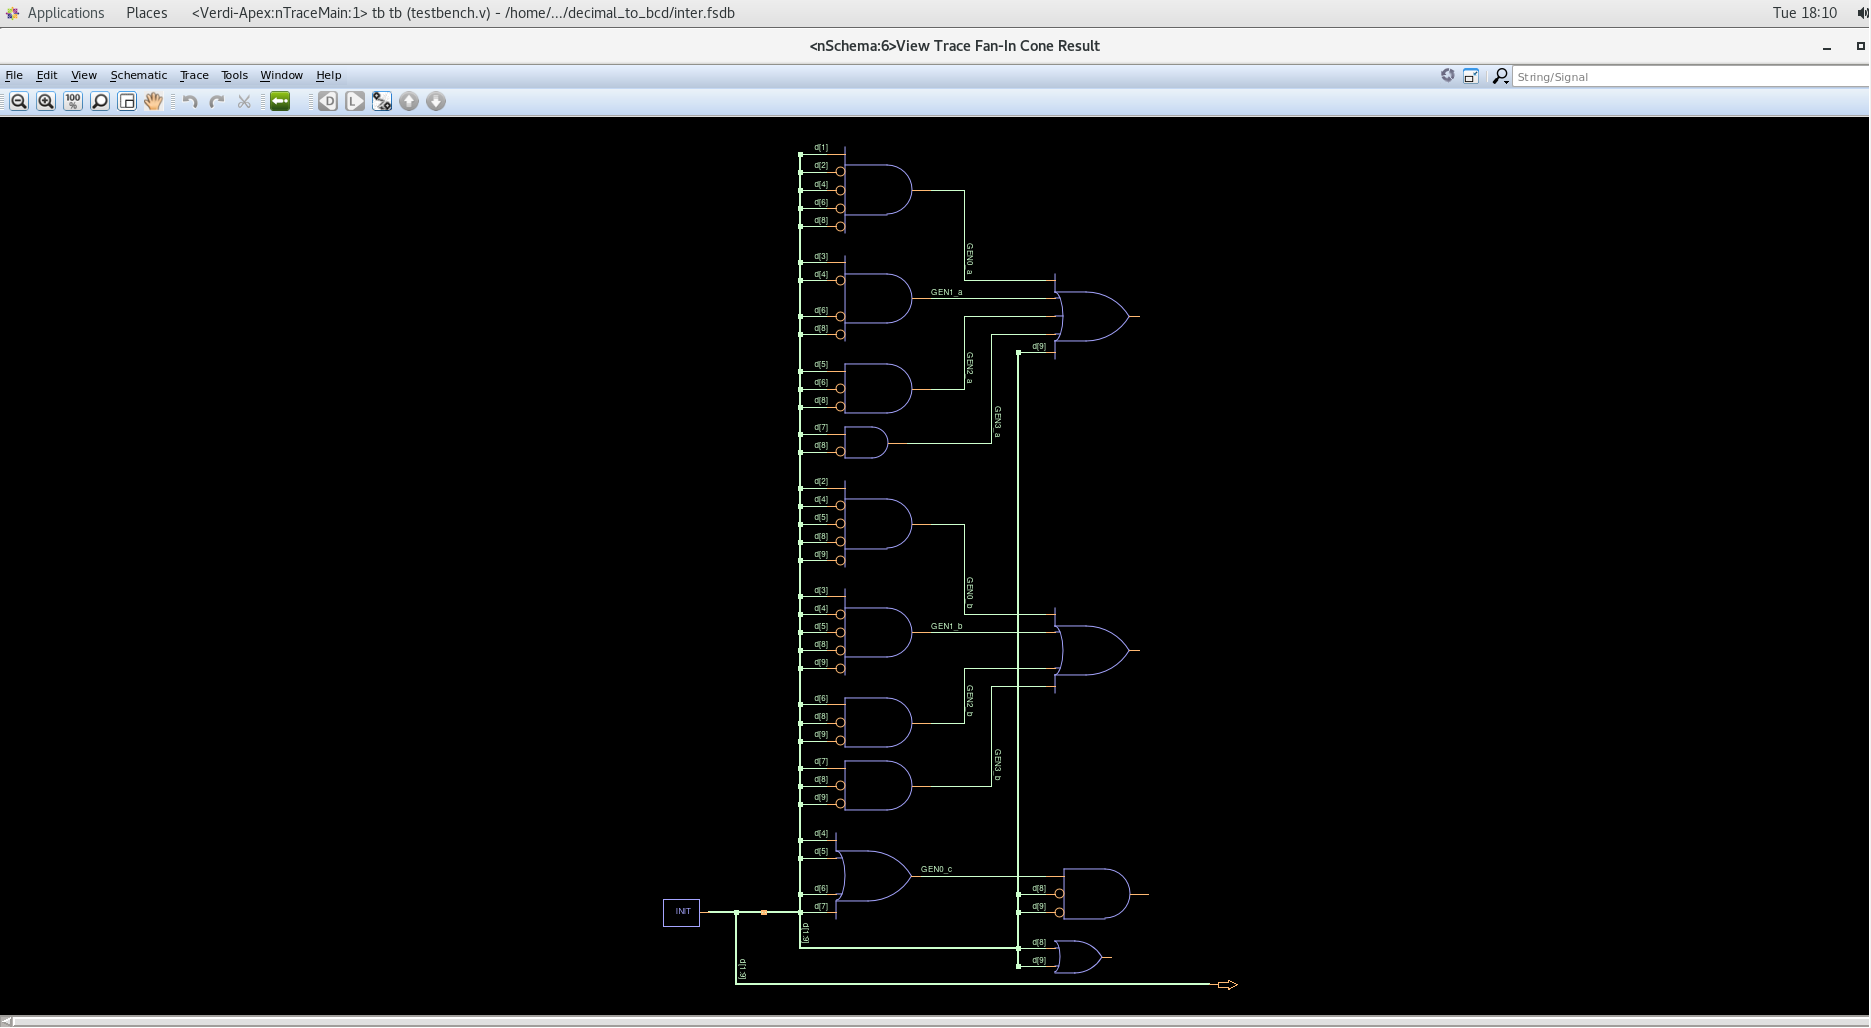 Applications Places <Verdi-Apex:nTraceMain:1> tb tb (testbench.v) - /home/.../decimal_to_bcd/inter.fsdb Tue 18:10
<nSchema:6>View Trace Fan-In Cone Result
File Edit View Schematic Trace Tools Window Help String/Signal
100 %
D L
d[1]
d[2]
d[4]
d[6]
d[8]
GEN0_a
d[3]
d[4]
GEN1_a
d[6]
d[8]
d[9]
d[5]
d[6]
GEN2_a
d[8]
d[7]
GEN3_a
d[8]
d[2]
d[4]
d[5]
d[8]
d[9]
GEN0_b
d[3]
d[4]
d[5]
GEN1_b
d[8]
d[9]
d[6]
GEN2_b
d[8]
d[9]
d[7]
GEN3_b
d[8]
d[9]
d[4]
d[5]
GEN0_c
d[6]
d[8]
d[7]
d[9]
INIT
d[1:9]
d[8]
d[9]
d[1:9]